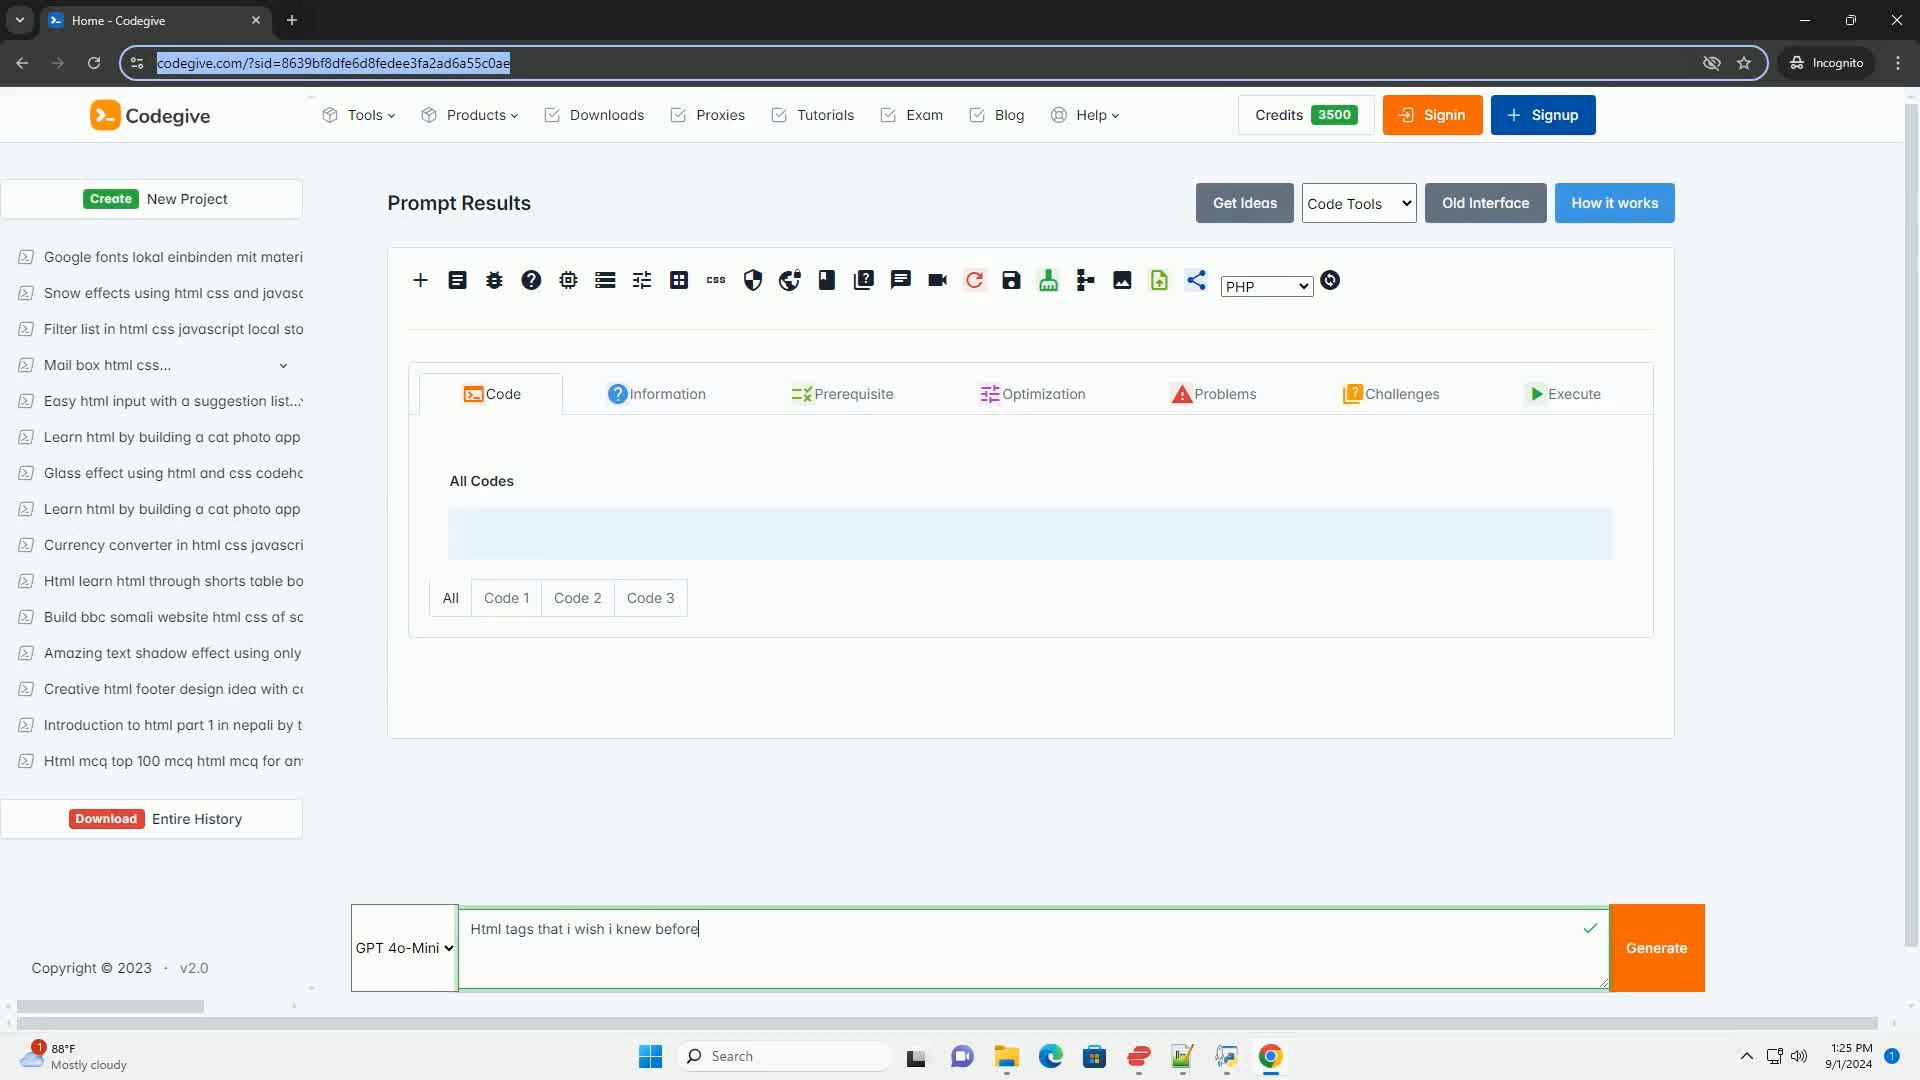 Home - Codegive
codegive.com/?sid=8639bf8dfe6d8fedee3fa2ad6a55c0ae
Incognito
Codegive
Tools
Products
Downloads
Proxies
Tutorials
Exam
Blog
Help
Credits 3500
Signin
Signup
Create New Project
Google fonts lokal einbinden mit materi
Snow effects using html css and javasc
Filter list in html css javascript local sto
Mail box html css...
Easy html input with a suggestion list...
Learn html by building a cat photo app
Glass effect using html and css codeho
Learn html by building a cat photo app
Currency converter in html css javascri
Html learn html through shorts table bo
Build bbc somali website html css af so
Amazing text shadow effect using only
Creative html footer design idea with co
Introduction to html part 1 in nepali by t
Html mcq top 100 mcq html mcq for an
Download Entire History
Copyright © 2023 · v2.0
Prompt Results
Get Ideas
Code Tools
Old Interface
How it works
css
PHP
Code
Information
Prerequisite
Optimization
Problems
Challenges
Execute
All Codes
All
Code 1
Code 2
Code 3
GPT 4o-Mini
Html tags that i wish i knew before
Generate
1
88°F
Mostly cloudy
Search
1:25 PM
9/1/2024
1